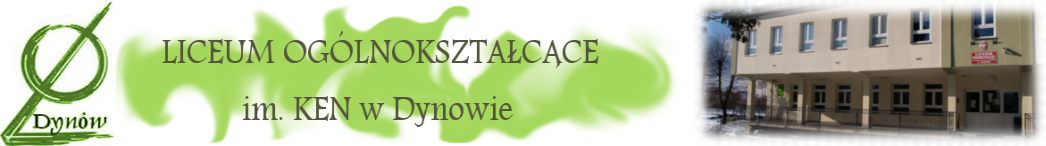 LICEUM OGÓLNOKSZTAŁCĄCE
im. KEN w Dynowie
Dynów